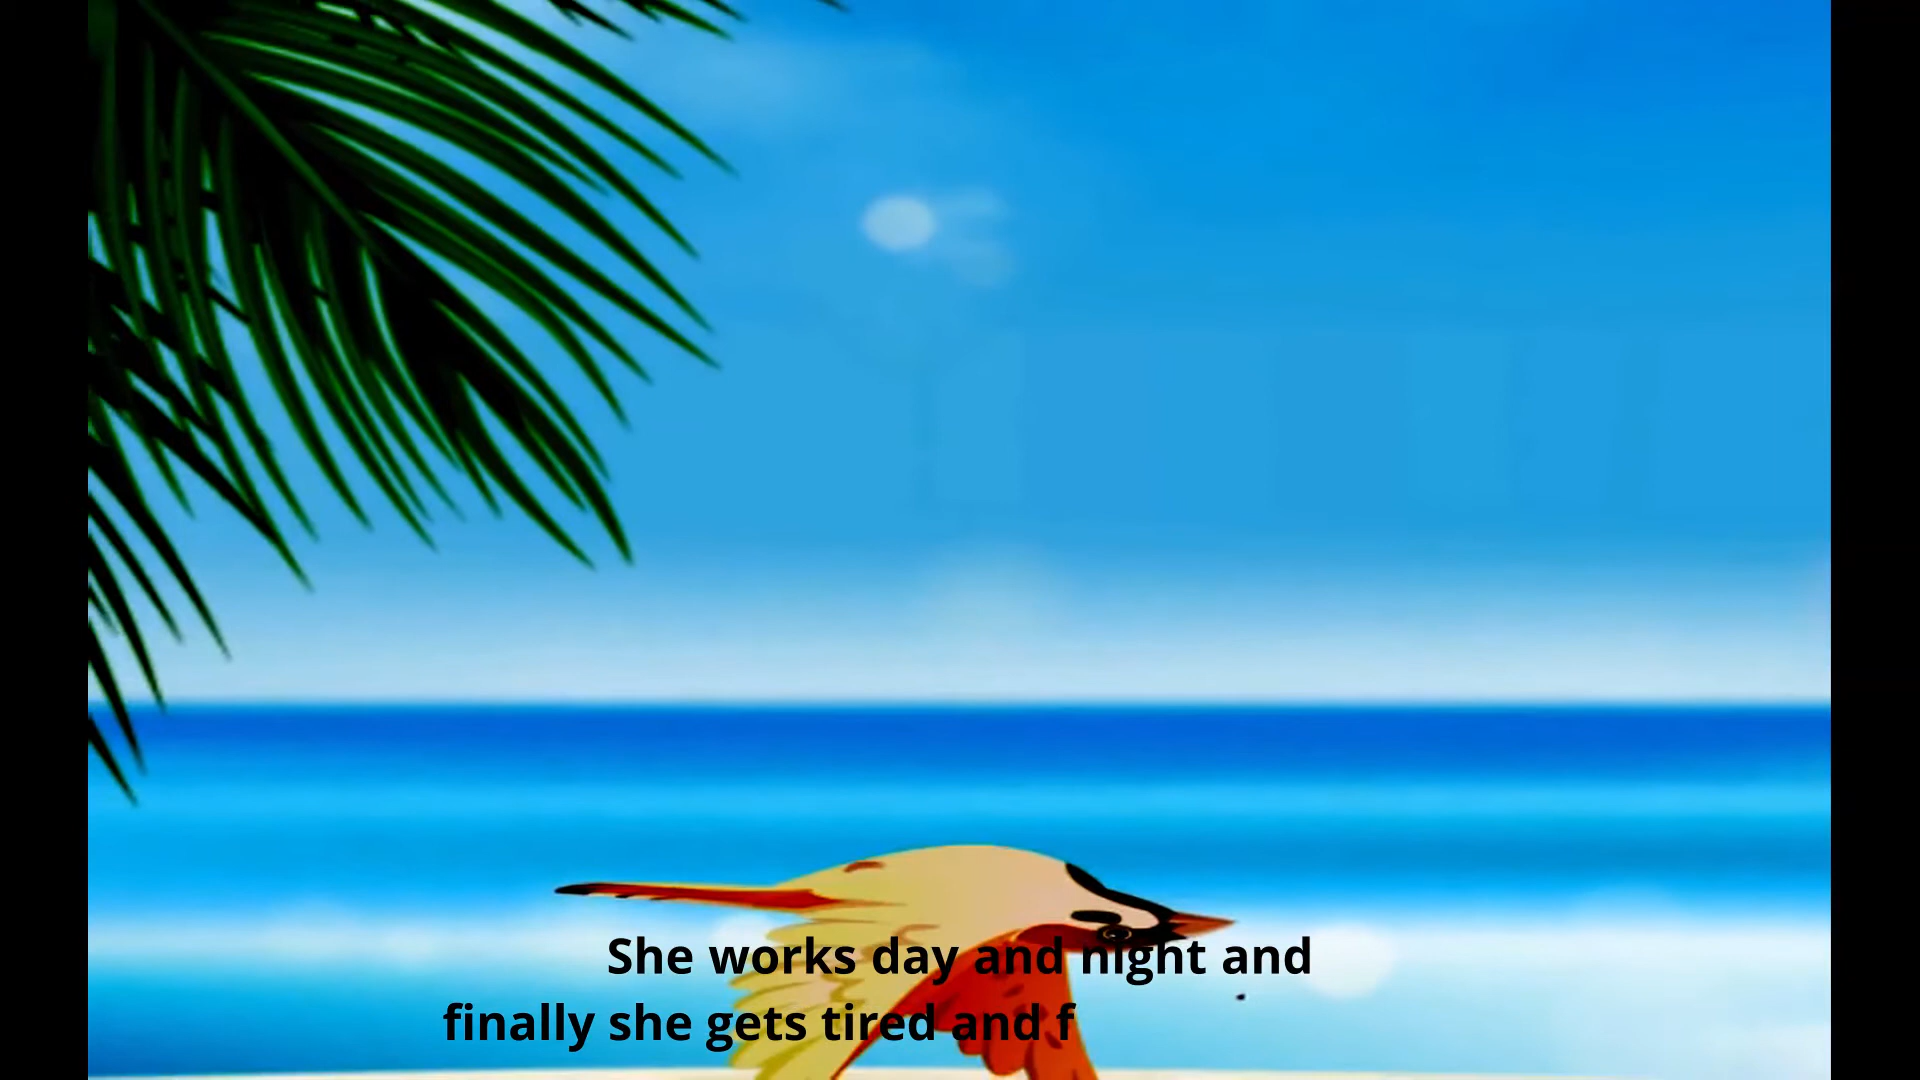 She works day and night and
finally she gets tired and f